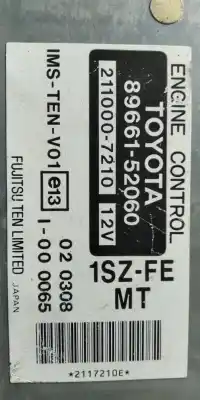 ENGINE CONTROL
TOYOTA
89661-52060
211000-7210 12V
IMS-TEN-V01 e13 02 0308
I-00 0065
FUJITSU TEN LIMITED JAPAN
1SZ-FE
MT
*2117210E*